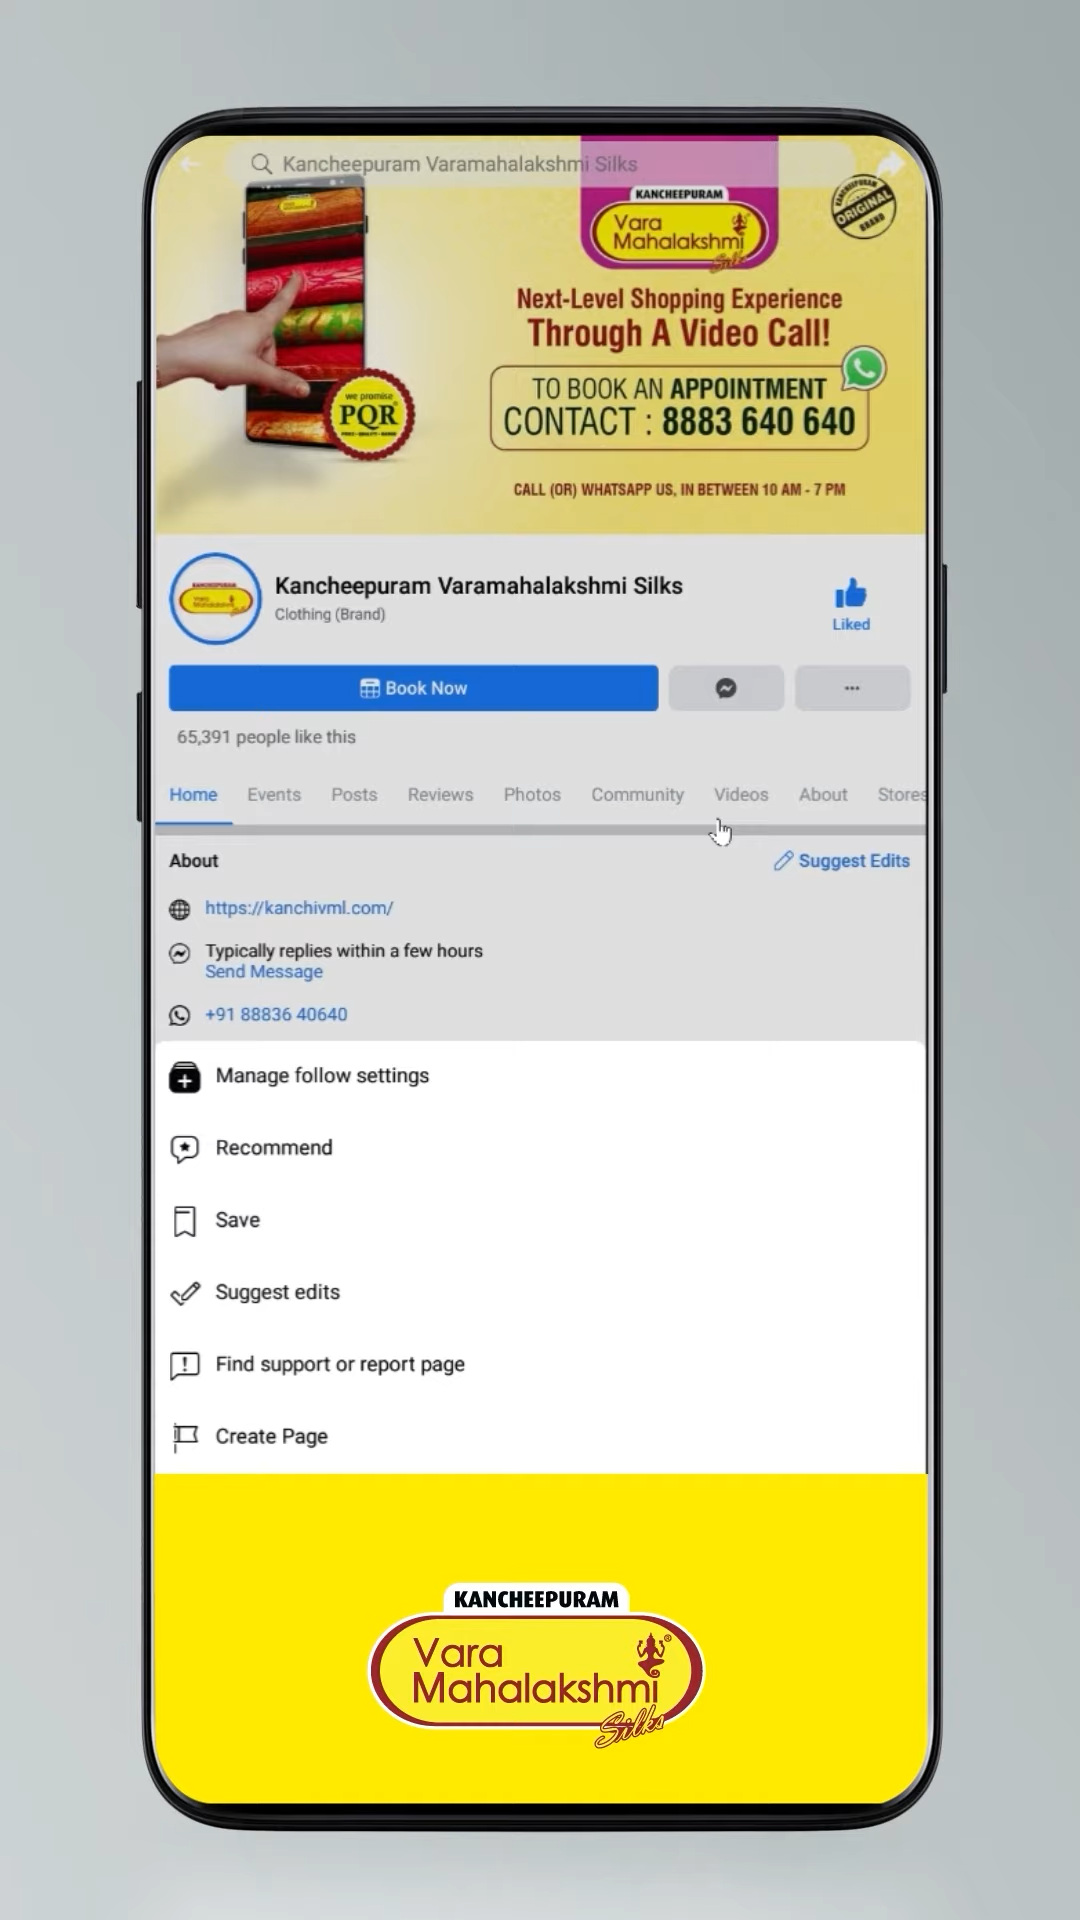 Kancheepuram Varamahalakshmi Silks
KANCHEEPURAM
Vara
Mahalakshmi
Silks
KANCHEEPURAM
ORIGINAL
BRAND
Next-Level Shopping Experience
Through A Video Call!
TO BOOK AN APPOINTMENT
CONTACT : 8883 640 640
CALL (OR) WHATSAPP US, IN BETWEEN 10 AM - 7 PM
we promise
PQR
Kancheepuram Varamahalakshmi Silks
Clothing (Brand)
Liked
Book Now
65,391 people like this
Home Events Posts Reviews Photos Community Videos About Stores
About
Suggest Edits
https://kanchivml.com/
Typically replies within a few hours
Send Message
+91 88836 40640
Manage follow settings
Recommend
Save
Suggest edits
Find support or report page
Create Page
KANCHEEPURAM
Vara
Mahalakshmi
Silks